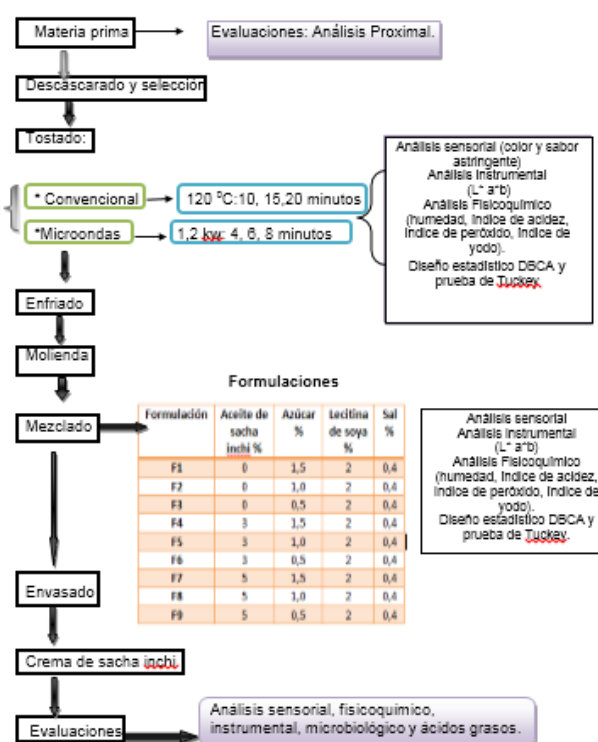 Materia prima
Evaluaciones: Análisis Proximal.
Descascarado y selección
Tostado:
* Convencional
120 °C:10, 15,20 minutos
*Microondas
1,2 kw: 4, 6, 8 minutos
Análisis sensorial (color y sabor
astringente)
Análisis Instrumental
(L* a*b)
Análisis Fisicoquímico
(humedad, índice de acidez,
índice de peróxido, índice de
yodo).
Diseño estadístico DBCA y
prueba de Tuckey
Enfriado
Molienda
Mezclado
Formulaciones
Formulación Aceite de Azúcar Lecitina Sal
sacha % de soya %
inchi % %
F1 0 1,5 2 0,4
F2 0 1,0 2 0,4
F3 0 0,5 2 0,4
F4 3 1,5 2 0,4
F5 3 1,0 2 0,4
F6 3 0,5 2 0,4
F7 5 1,5 2 0,4
F8 5 1,0 2 0,4
F9 5 0,5 2 0,4
Análisis sensorial
Análisis Instrumental
(L* a*b)
Análisis Fisicoquímico
(humedad, índice de acidez,
índice de peróxido, índice de
yodo).
Diseño estadístico DBCA y
prueba de Tuckey.
Envasado
Crema de sacha inchi.
Evaluaciones
Análisis sensorial, fisicoquímico,
instrumental, microbiológico y ácidos grasos.